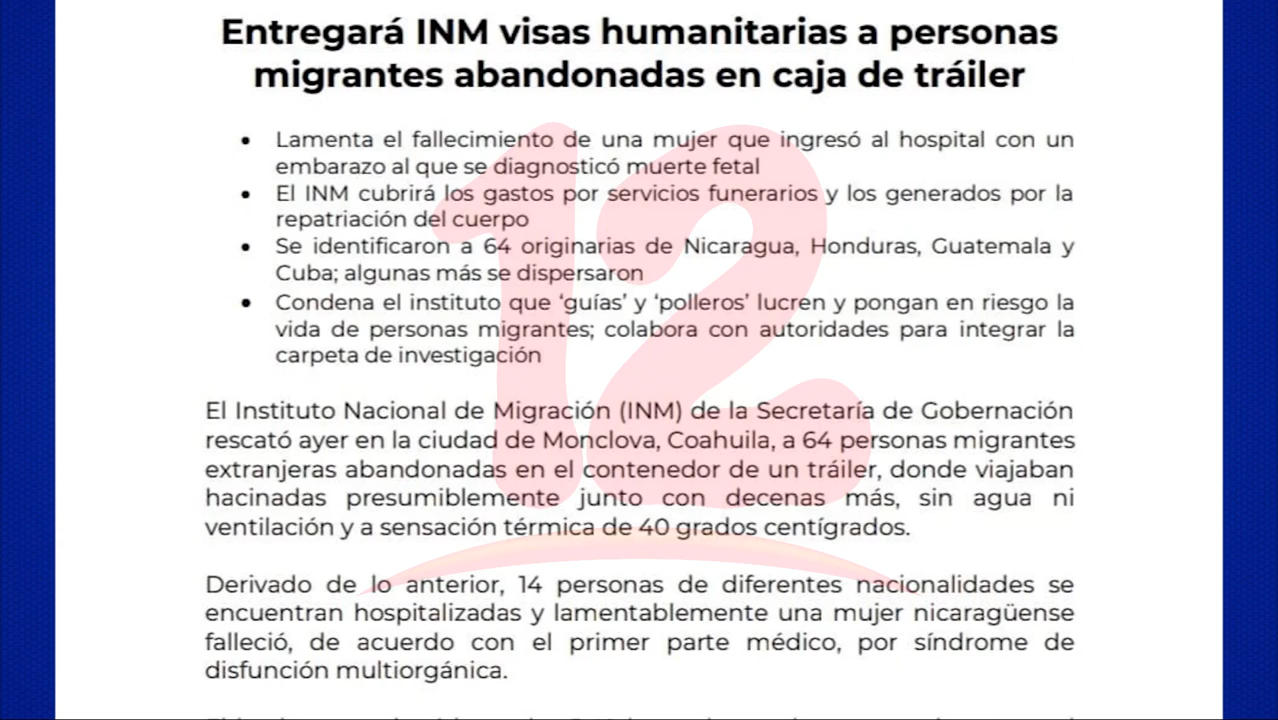 Entregará INM visas humanitarias a personas
migrantes abandonadas en caja de tráiler
• Lamenta el fallecimiento de una mujer que ingresó al hospital con un
embarazo al que se diagnosticó muerte fetal
• El INM cubrirá los gastos por servicios funerarios y los generados por la
repatriación del cuerpo
• Se identificaron a 64 originarias de Nicaragua, Honduras, Guatemala y
Cuba; algunas más se dispersaron
• Condena el instituto que ‘guías’ y ‘polleros’ lucren y pongan en riesgo la
vida de personas migrantes; colabora con autoridades para integrar la
carpeta de investigación
El Instituto Nacional de Migración (INM) de la Secretaría de Gobernación
rescató ayer en la ciudad de Monclova, Coahuila, a 64 personas migrantes
extranjeras abandonadas en el contenedor de un tráiler, donde viajaban
hacinadas presumiblemente junto con decenas más, sin agua ni
ventilación y a sensación térmica de 40 grados centígrados.
Derivado de lo anterior, 14 personas de diferentes nacionalidades se
encuentran hospitalizadas y lamentablemente una mujer nicaragüense
falleció, de acuerdo con el primer parte médico, por síndrome de
disfunción multiorgánica.
12